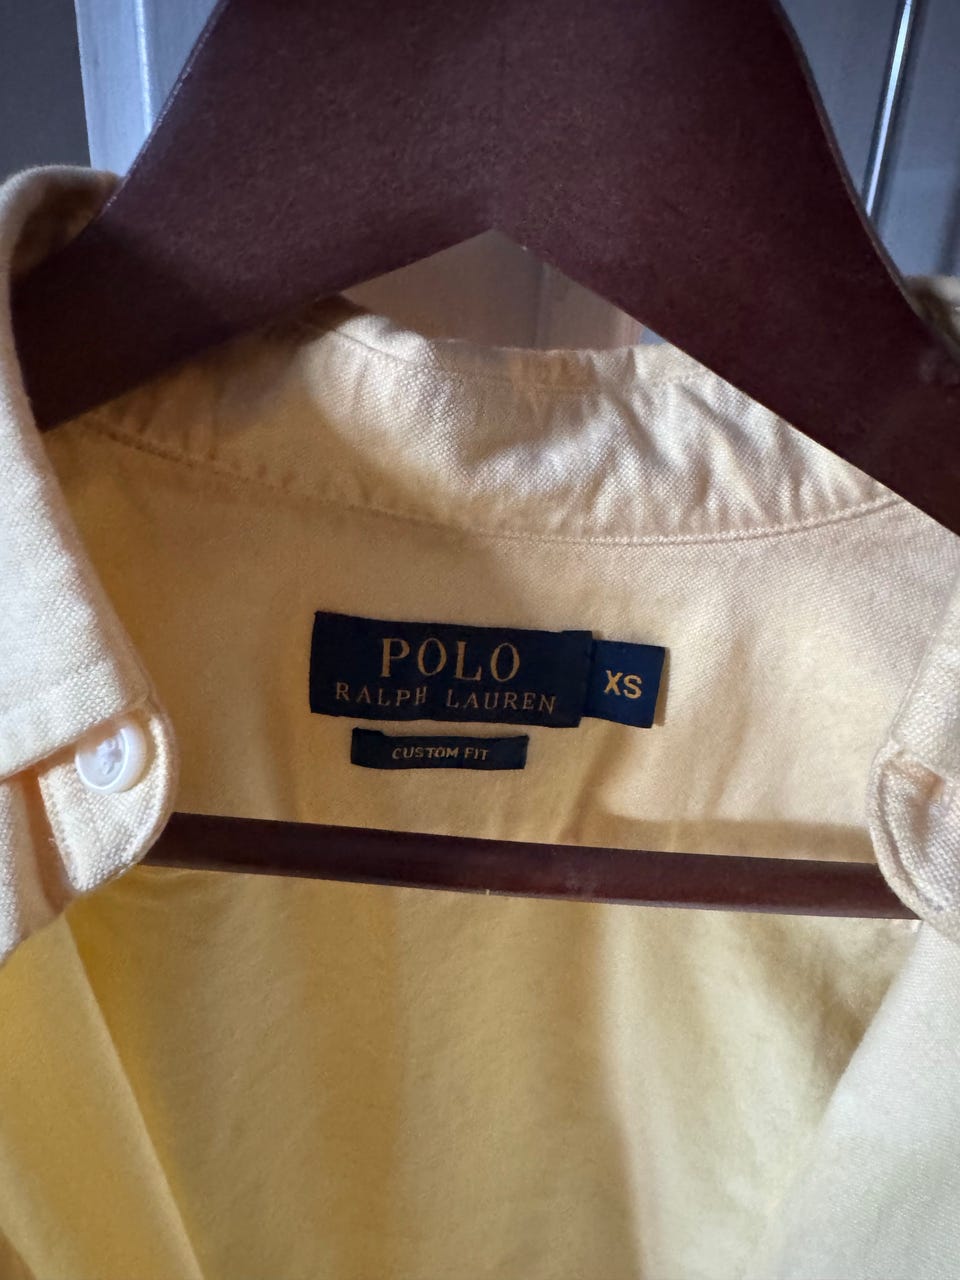 POLO
RALPH LAUREN
XS
CUSTOM FIT